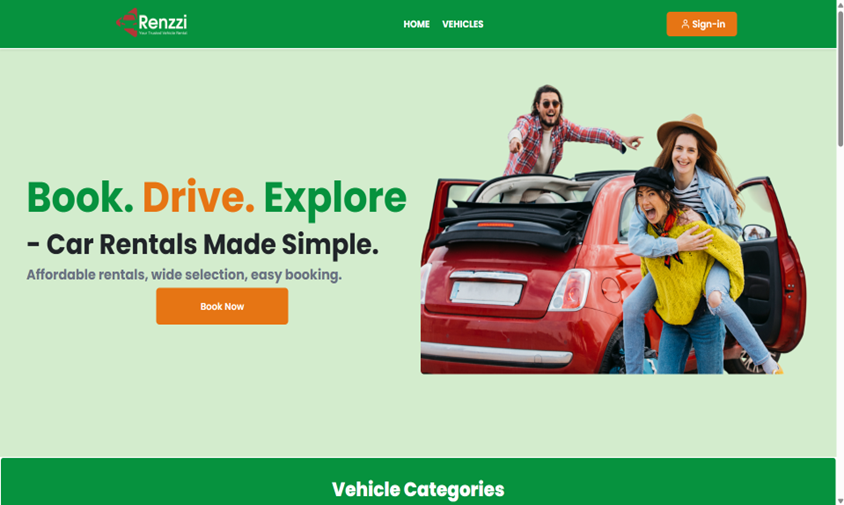 Renzzi
Your Trusted Vehicle Rental
HOME VEHICLES
Sign-in
Book. Drive. Explore
- Car Rentals Made Simple.
Affordable rentals, wide selection, easy booking.
Book Now
Vehicle Categories